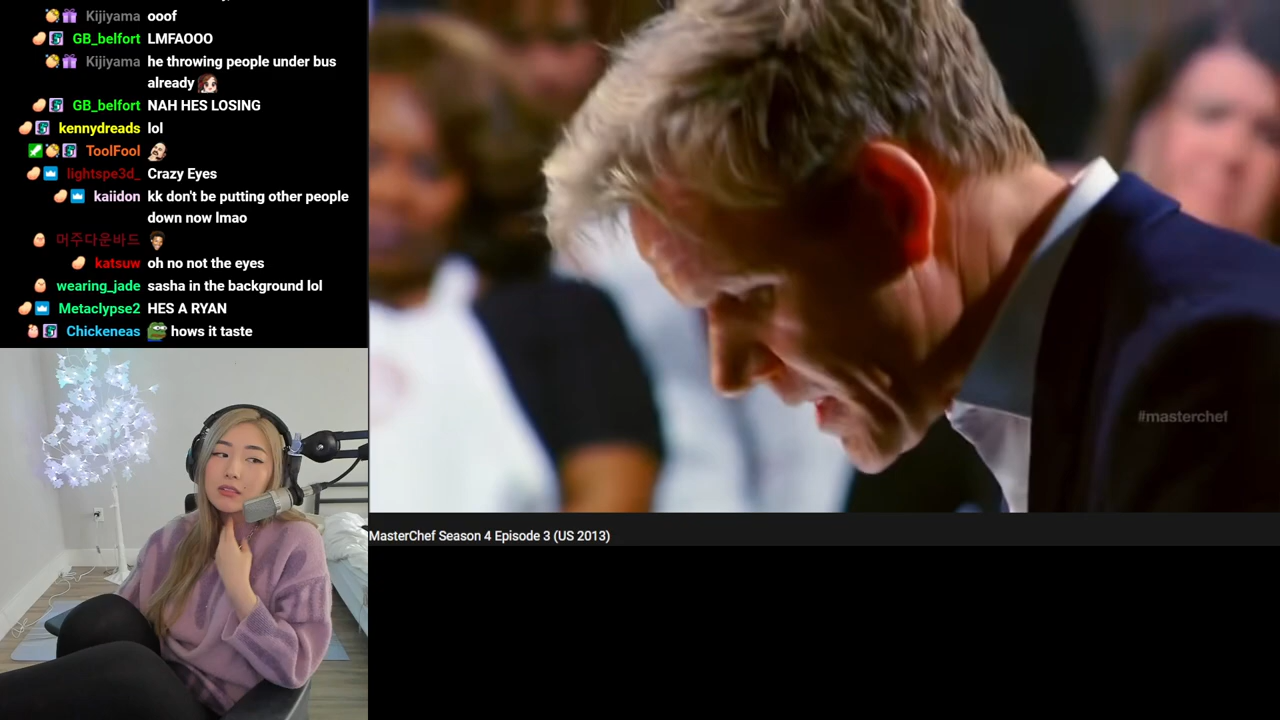 Kijiyama ooof
GB_belfort LMFAOOO
Kijiyama he throwing people under bus
already
GB_belfort NAH HES LOSING
kennydreads lol
ToolFool
lightspe3d_ Crazy Eyes
kaiidon kk don't be putting other people
down now lmao
머주다운바드
katsuw oh no not the eyes
wearing_jade sasha in the background lol
Metaclypse2 HES A RYAN
Chickeneas hows it taste
#masterchef
MasterChef Season 4 Episode 3 (US 2013)